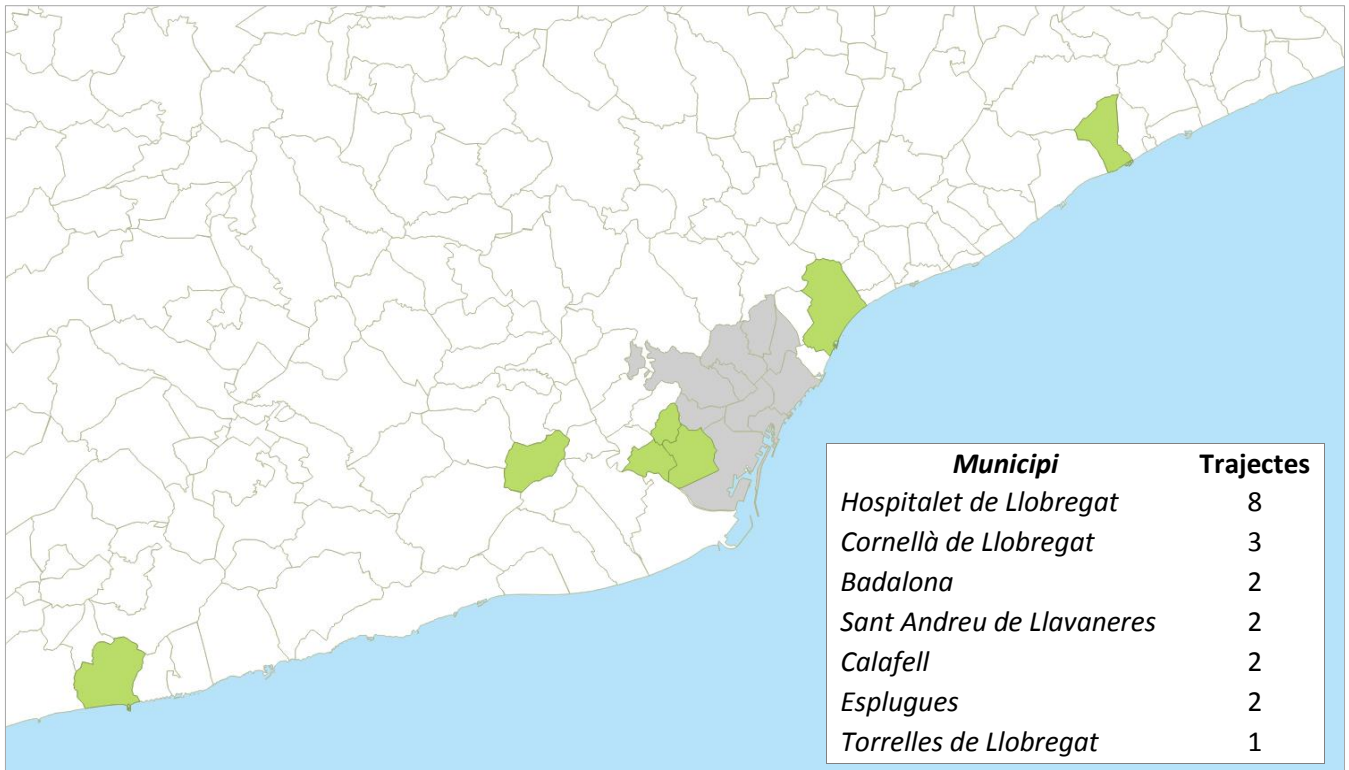 Municipi Trajectes
Hospitalet de Llobregat 8
Cornellà de Llobregat 3
Badalona 2
Sant Andreu de Llavaneres 2
Calafell 2
Esplugues 2
Torrelles de Llobregat 1